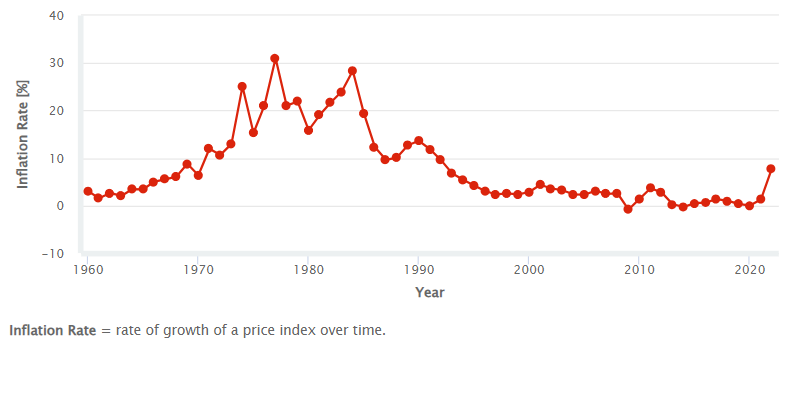 40
30
20
10
0
−10
Inflation Rate [%]
1960 1970 1980 1990 2000 2010 2020
Year
Inflation Rate = rate of growth of a price index over time.